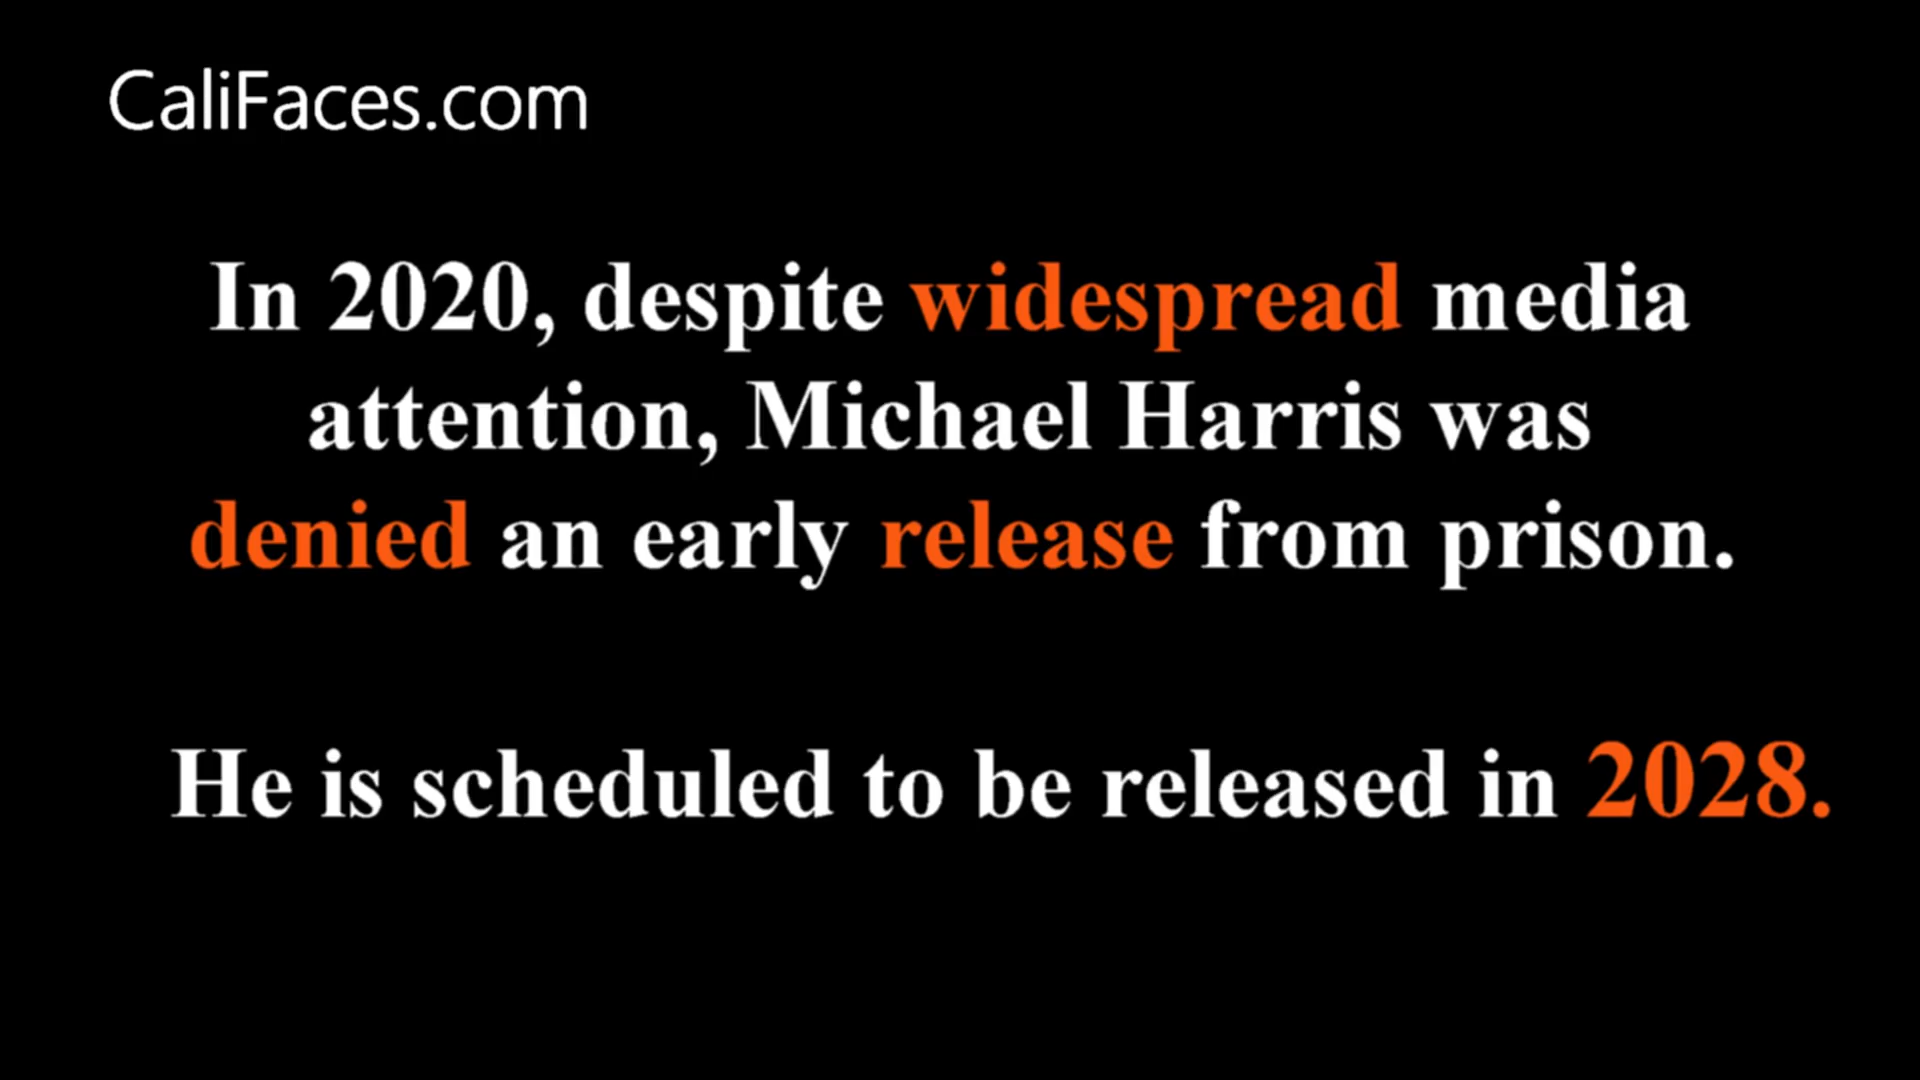 CaliFaces.com
In 2020, despite widespread media
attention, Michael Harris was
denied an early release from prison.
He is scheduled to be released in 2028.